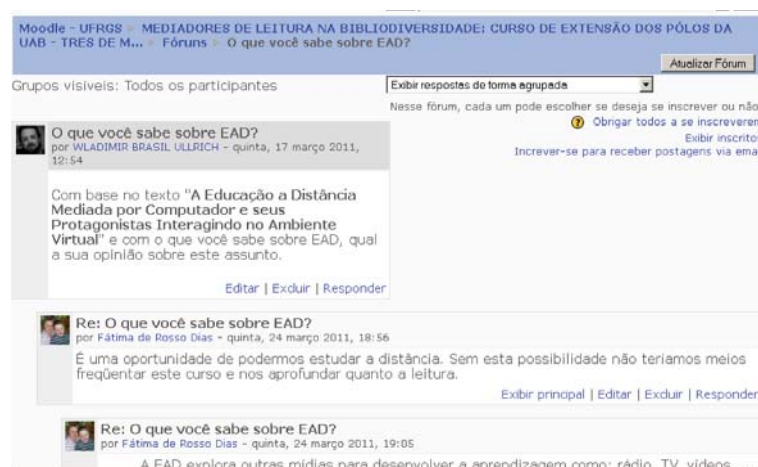 Moodle - UFRGS ► MEDIADORES DE LEITURA NA BIBLIODIVERSIDADE: CURSO DE EXTENSÃO DOS PÓLOS DA
UAB - TRES DE M... ► Fóruns ► O que você sabe sobre EAD?
Atualizar Fórum
Grupos visiveis: Todos os participantes
Exibir respostas de forma agrupada
Nesse fórum, cada um pode escolher se deseja se inscrever ou não
Obrigar todos a se inscreverem
Exibir inscrito
Increver-se para receber postagens via ema
O que você sabe sobre EAD?
por WLADIMIR BRASIL ULLRICH - quinta, 17 março 2011,
12:54
Com base no texto "A Educação a Distância
Mediada por Computador e seus
Protagonistas Interagindo no Ambiente
Virtual" e com o que você sabe sobre EAD, qual
a sua opinião sobre este assunto.
Editar | Excluir | Responder
Re: O que você sabe sobre EAD?
por Fátima de Rosso Dias - quinta, 24 março 2011, 18:56
É uma oportunidade de podermos estudar a distância. Sem esta possibilidade não teriamos meios
freqüentar este curso e nos aprofundar quanto a leitura.
Exibir principal | Editar | Excluir | Responder
Re: O que você sabe sobre EAD?
por Fátima de Rosso Dias - quinta, 24 março 2011, 19:05
A EAD explora outras mídias para desenvolver a aprendizagem como: rádio, TV, vídeos